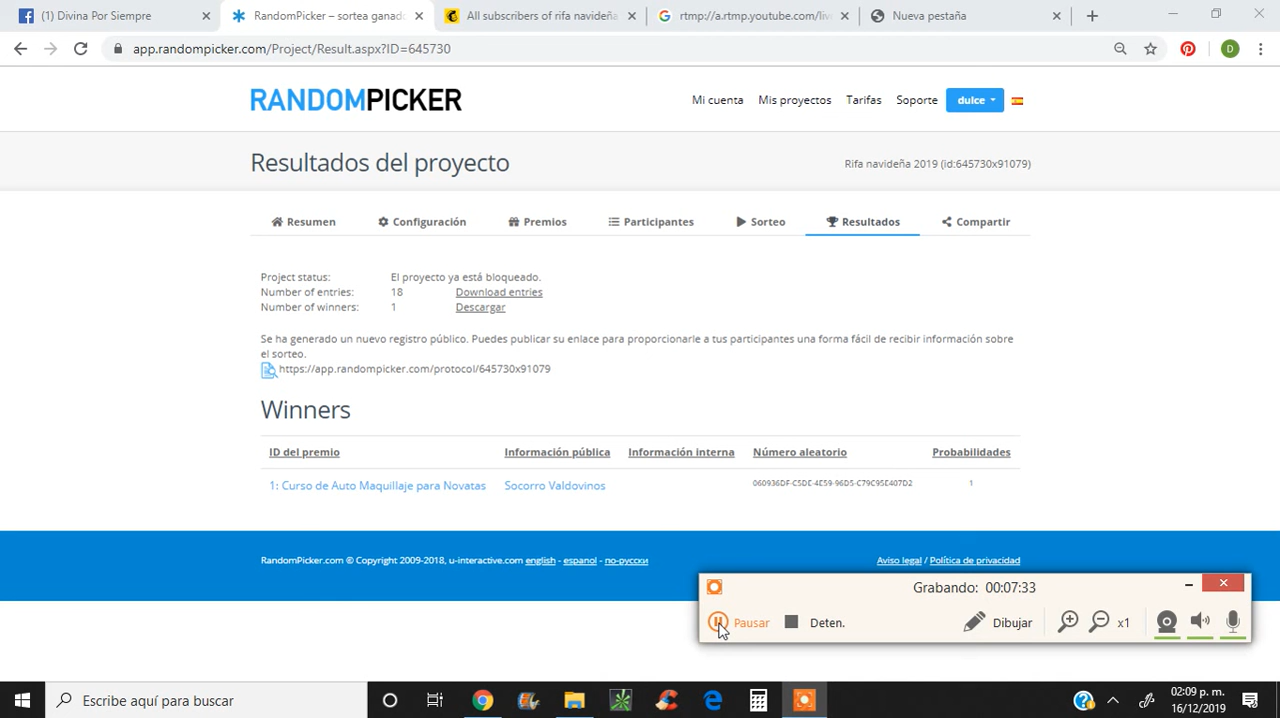 (1) Divina Por Siempre
RandomPicker – sortea ganado
All subscribers of rifa navideña
rtmp://a.rtmp.youtube.com/liv
Nueva pestaña
app.randompicker.com/Project/Result.aspx?ID=645730
D
RANDOMPICKER
Mi cuenta Mis proyectos Tarifas Soporte dulce
Resultados del proyecto
Rifa navideña 2019 (id:645730x91079)
Resumen Configuración Premios Participantes Sorteo Resultados Compartir
Project status: El proyecto ya está bloqueado.
Number of entries: 18 Download entries
Number of winners: 1 Descargar
Se ha generado un nuevo registro público. Puedes publicar su enlace para proporcionarle a tus participantes una forma fácil de recibir información sobre
el sorteo.
https://app.randompicker.com/protocol/645730x91079
Winners
ID del premio Información pública Información interna Número aleatorio Probabilidades
1: Curso de Auto Maquillaje para Novatas Socorro Valdovinos 060936DF-C5DE-4E59-96D5-C79C95E407D2 1
RandomPicker.com © Copyright 2009-2018, u-interactive.com english - espanol - по-русски
Aviso legal / Política de privacidad
Grabando: 00:07:33
Pausar Deten. Dibujar x1
Escribe aquí para buscar
02:09 p. m.
16/12/2019